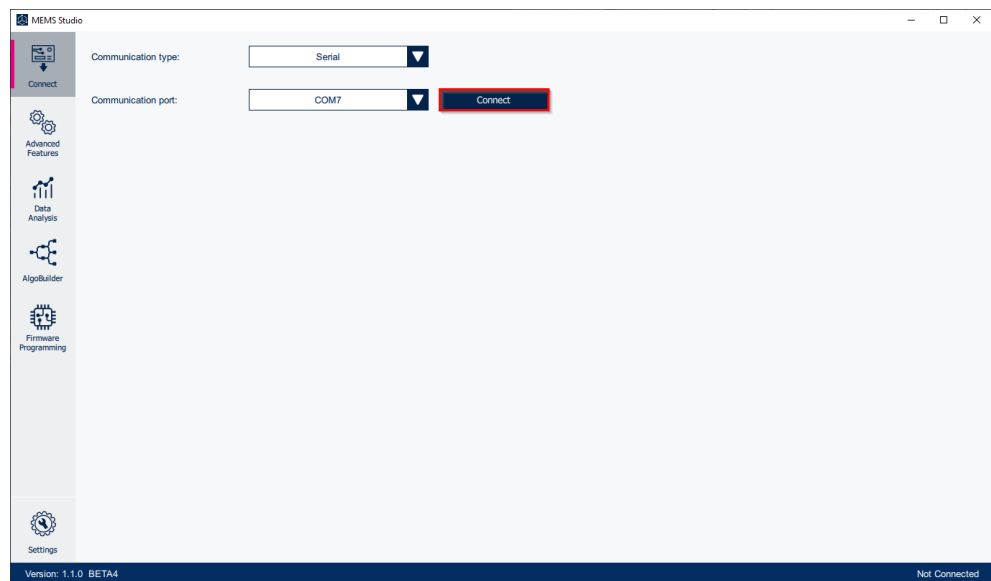 MEMS Studio
Connect
Communication type:
Serial
Communication port:
COM7
Connect
Advanced
Features
Data
Analysis
AlgoBuilder
Firmware
Programming
Settings
Version: 1.1.0 BETA4
Not Connected